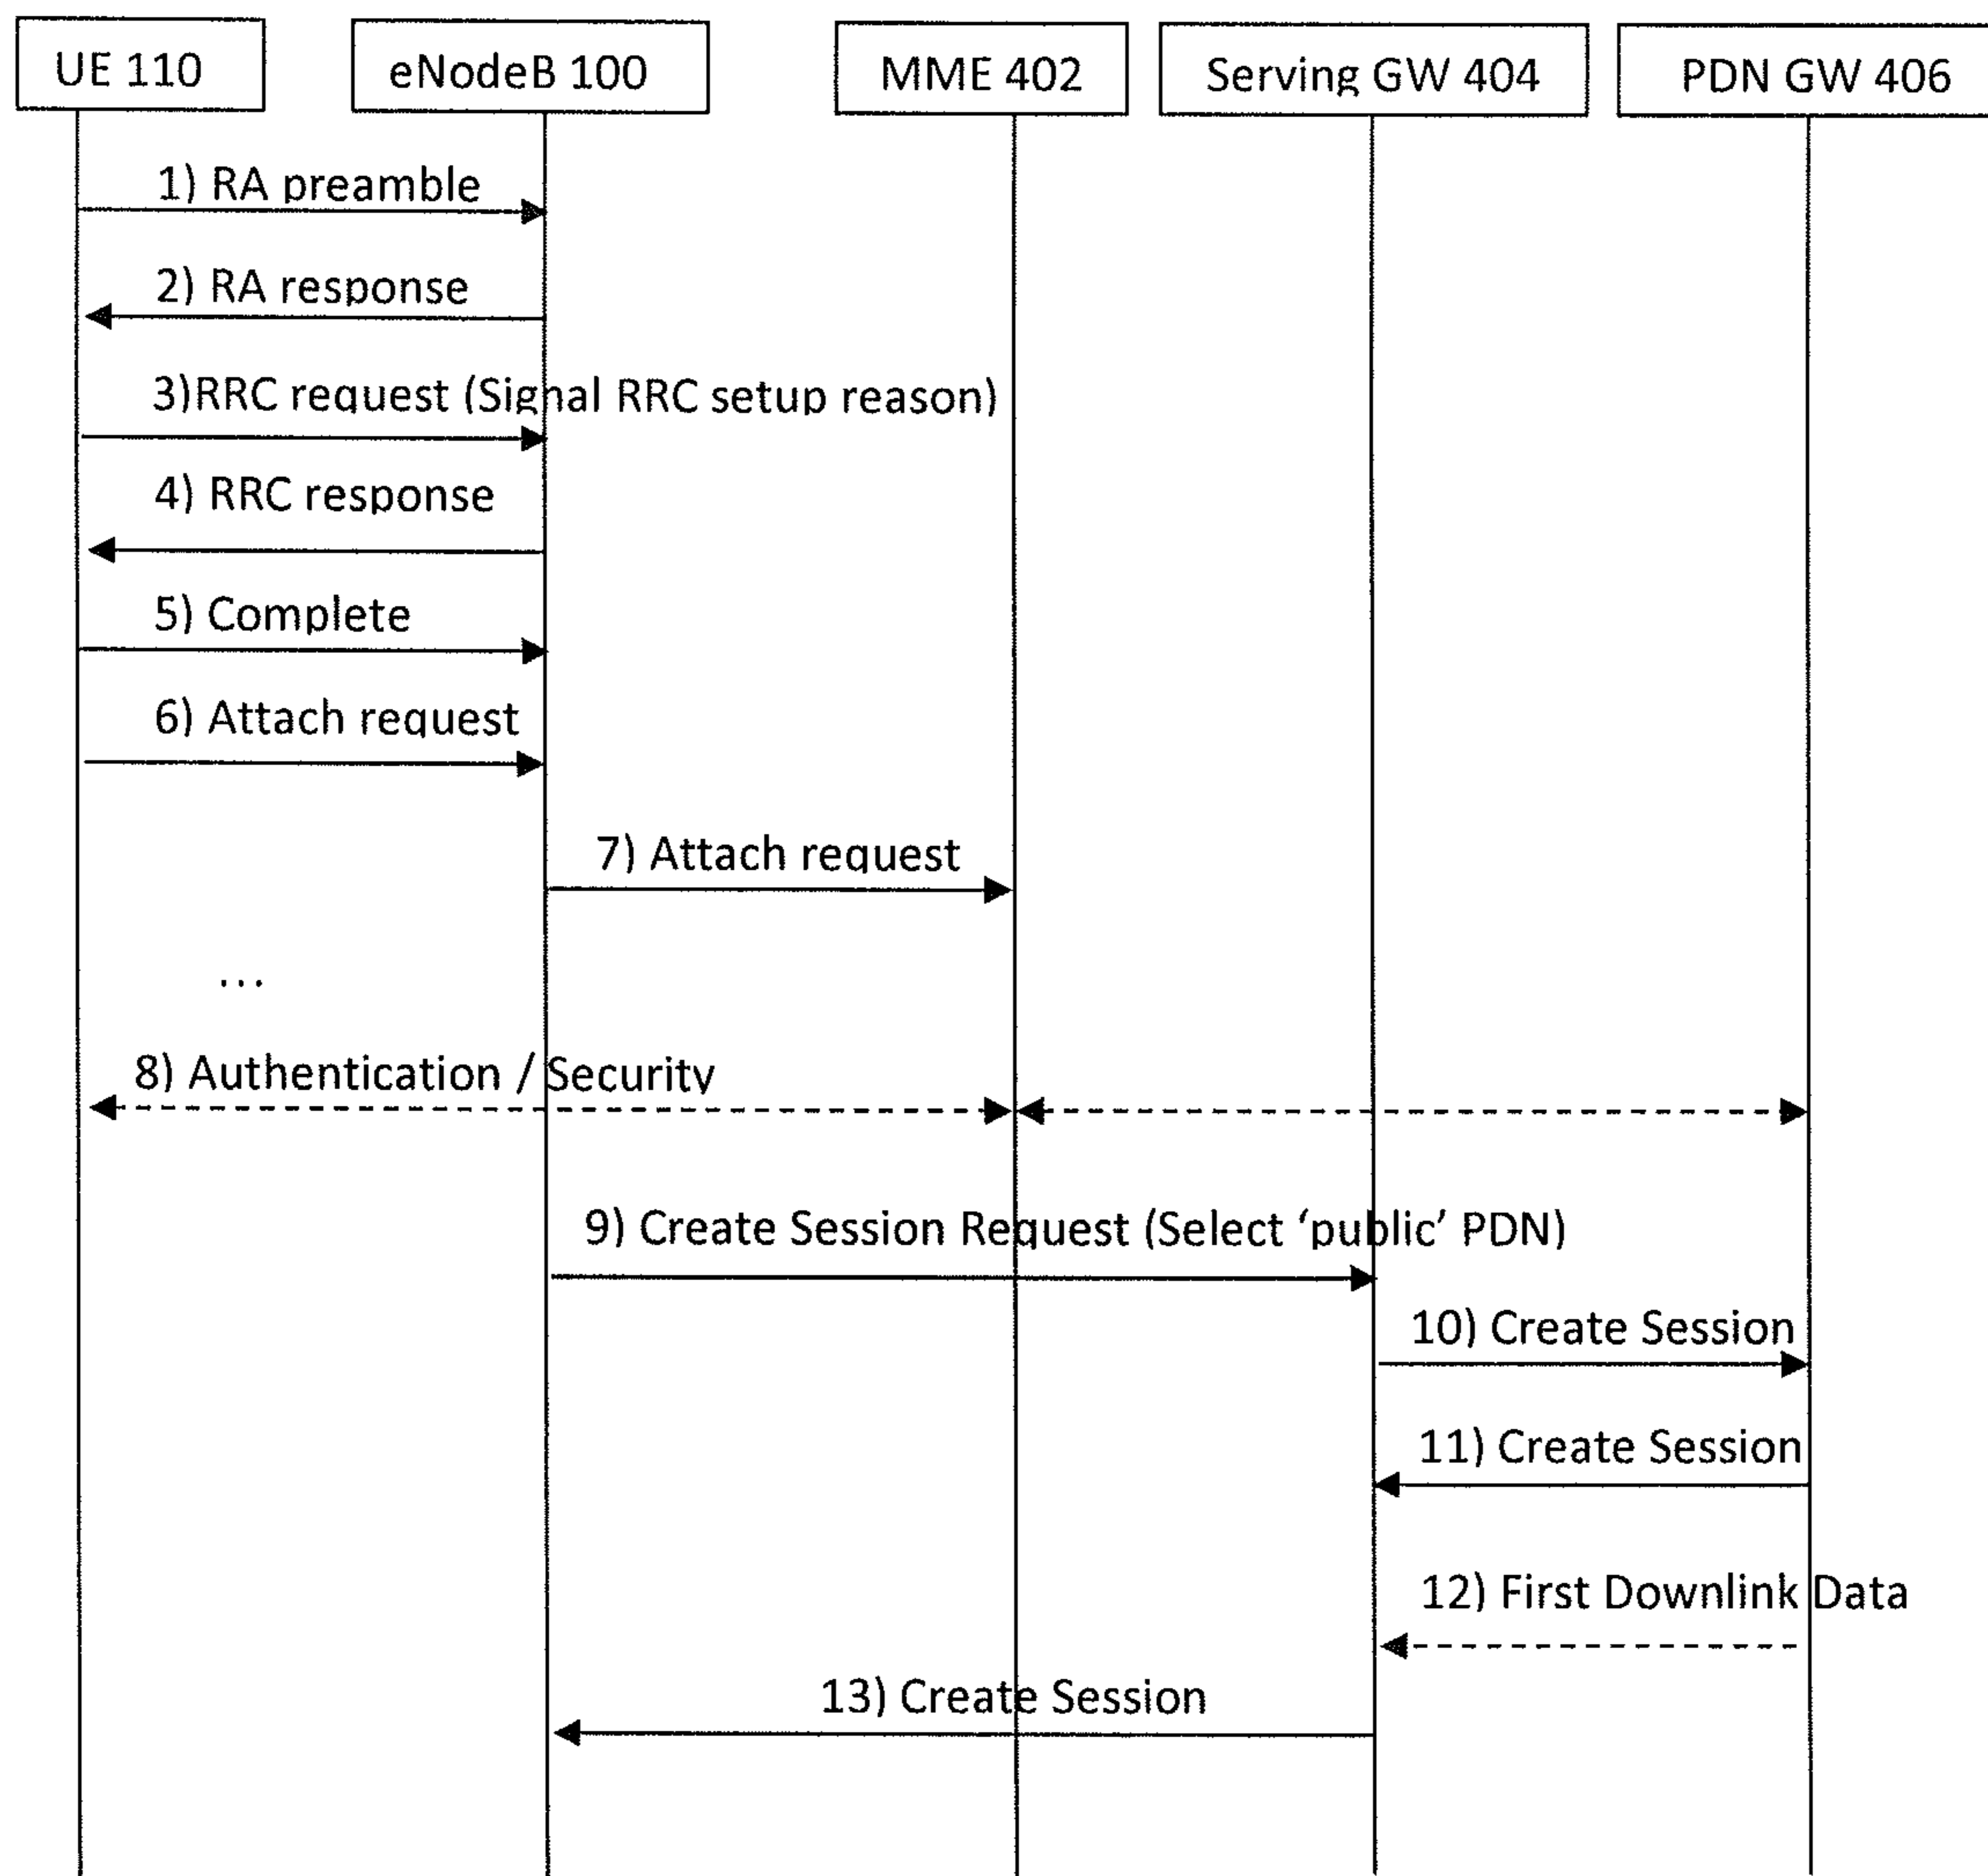 UE 110
eNodeB 100
MME 402
Serving GW 404
PDN GW 406
1) RA preamble
2) RA response
3)RRC request (Signal RRC setup reason)
4) RRC response
5) Complete
6) Attach request
7) Attach request
...
8) Authentication / Security
9) Create Session Request (Select ‘public’ PDN)
10) Create Session
11) Create Session
12) First Downlink Data
13) Create Session